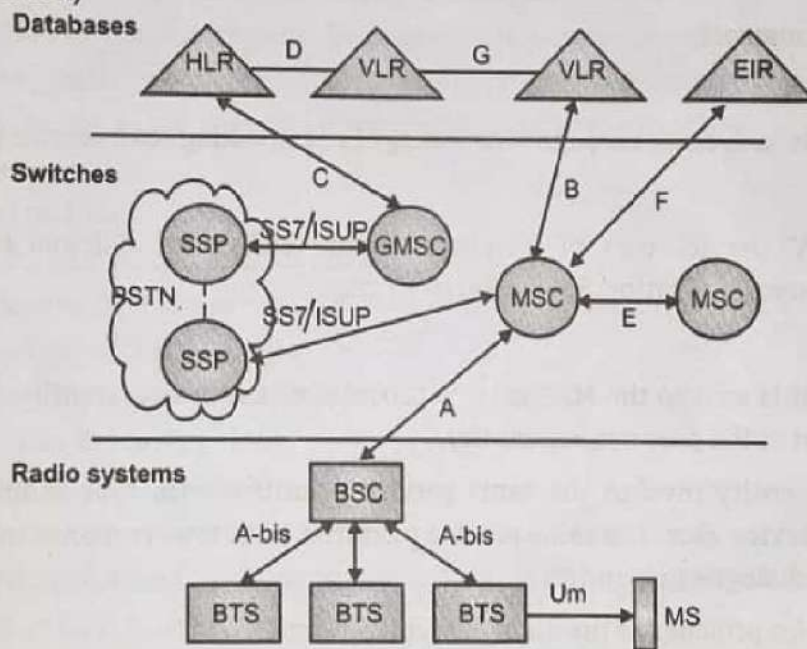 Databases
HLR D VLR G VLR EIR
C B F
Switches
SSP SS7/ISUP GMSC
PSTN
MSC E MSC
SS7/ISUP
SSP
A
Radio systems
BSC
A-bis A-bis
BTS BTS BTS Um MS